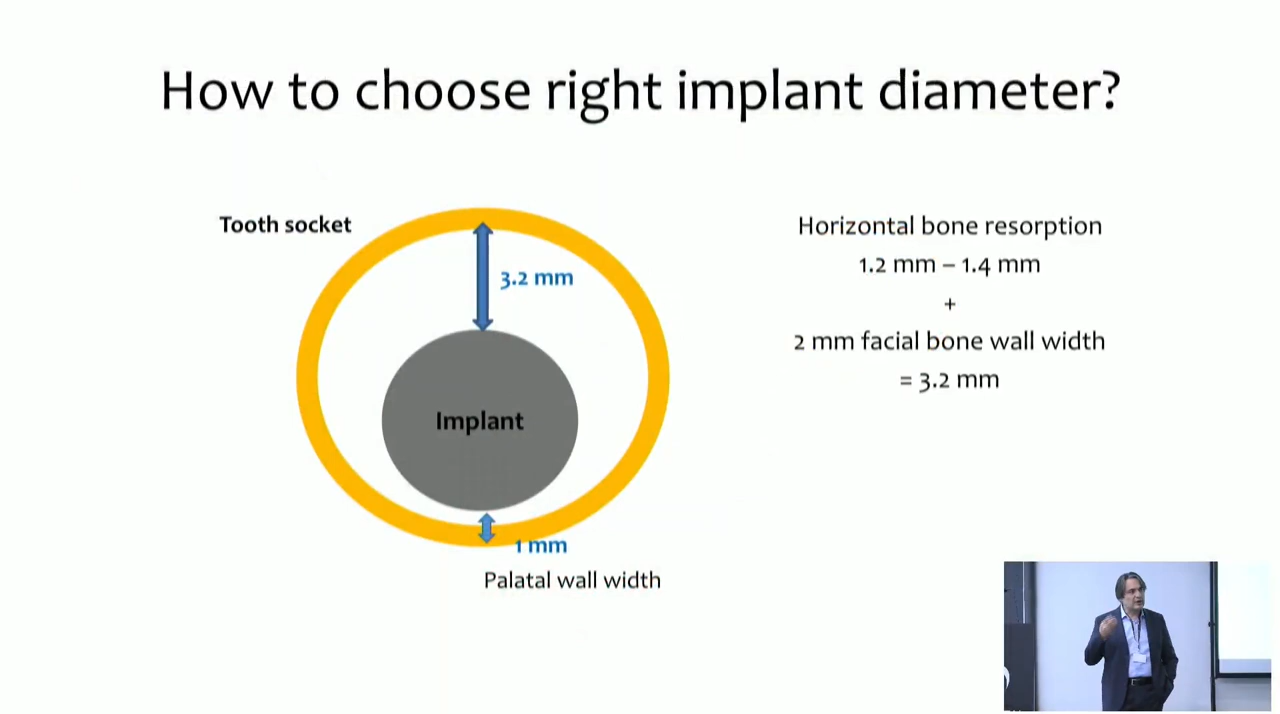 How to choose right implant diameter?
Tooth socket
3.2 mm
Implant
1 mm
Palatal wall width
Horizontal bone resorption
1.2 mm – 1.4 mm
+
2 mm facial bone wall width
= 3.2 mm